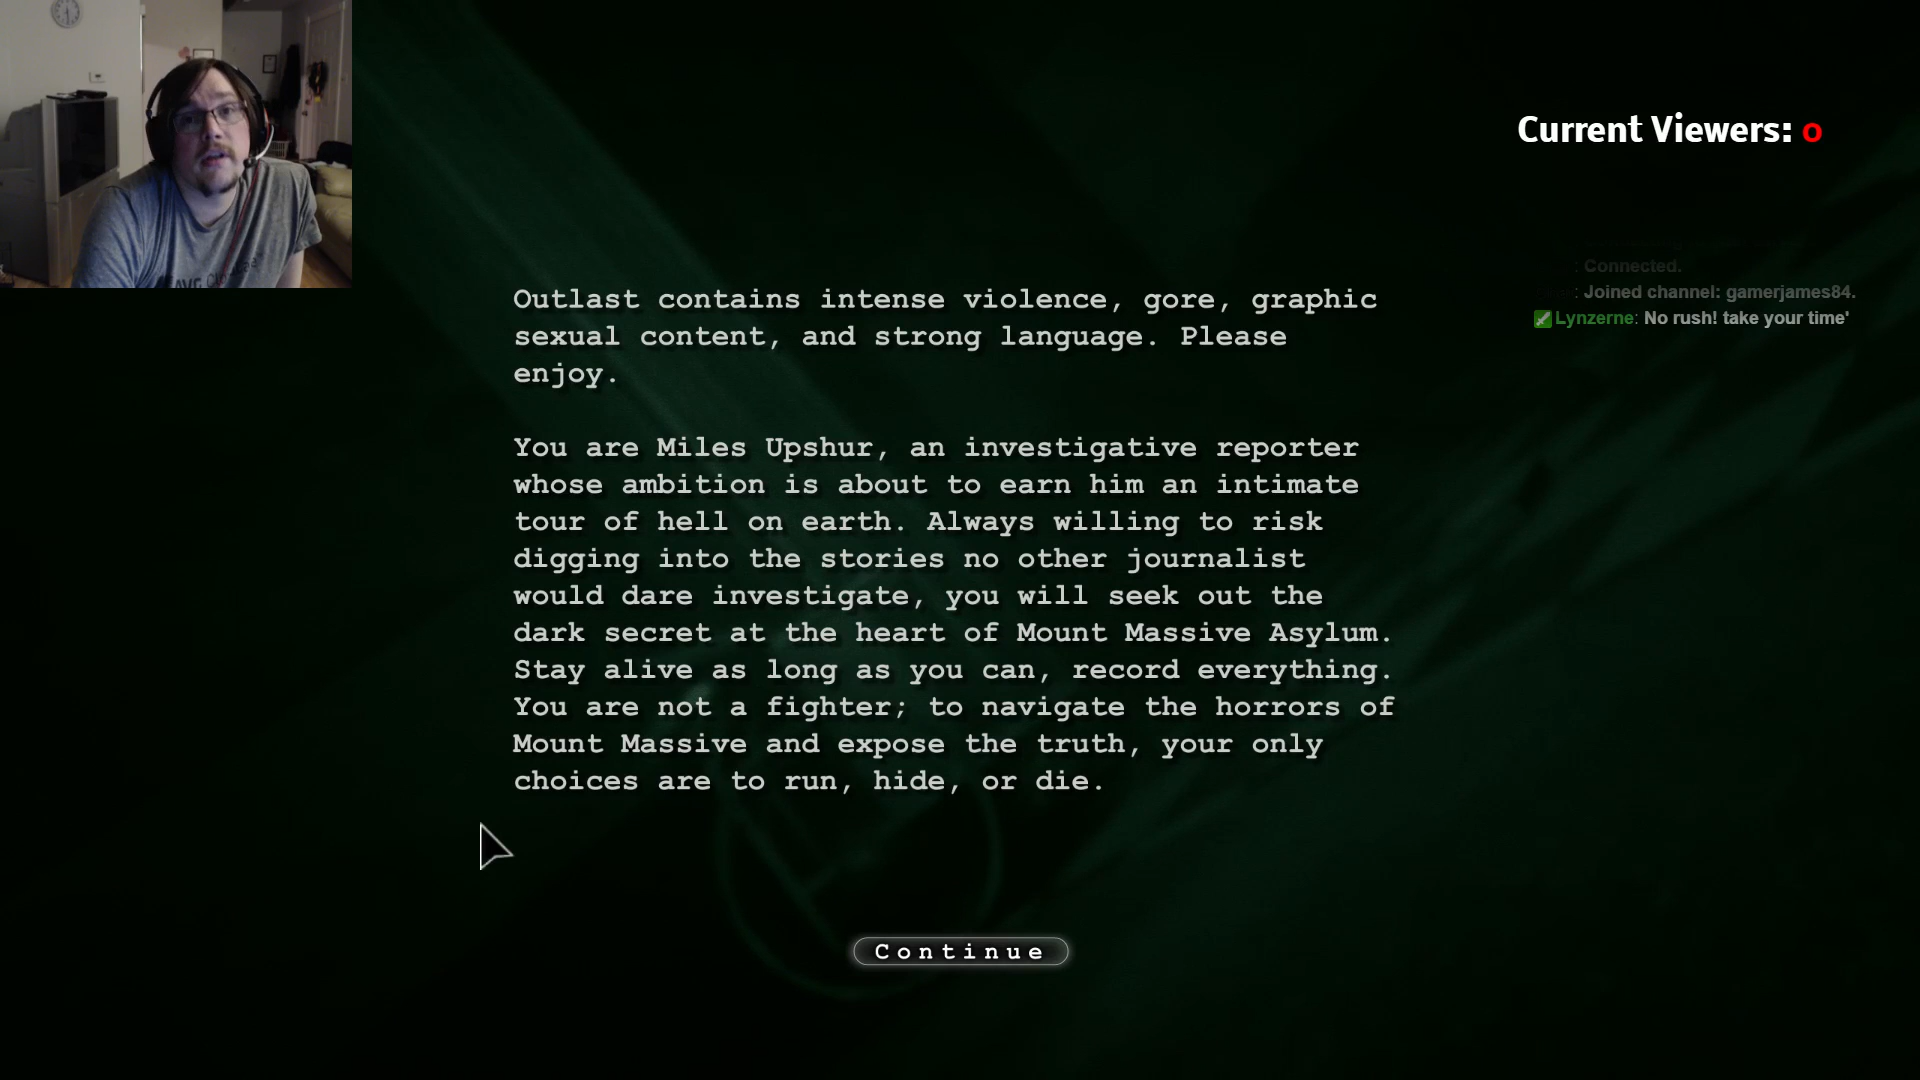 Current Viewers: 0
: Connected.
: Joined channel: gamerjames84.
Lynzerne: No rush! take your time'
Outlast contains intense violence, gore, graphic
sexual content, and strong language. Please
enjoy.
You are Miles Upshur, an investigative reporter
whose ambition is about to earn him an intimate
tour of hell on earth. Always willing to risk
digging into the stories no other journalist
would dare investigate, you will seek out the
dark secret at the heart of Mount Massive Asylum.
Stay alive as long as you can, record everything.
You are not a fighter; to navigate the horrors of
Mount Massive and expose the truth, your only
choices are to run, hide, or die.
Continue